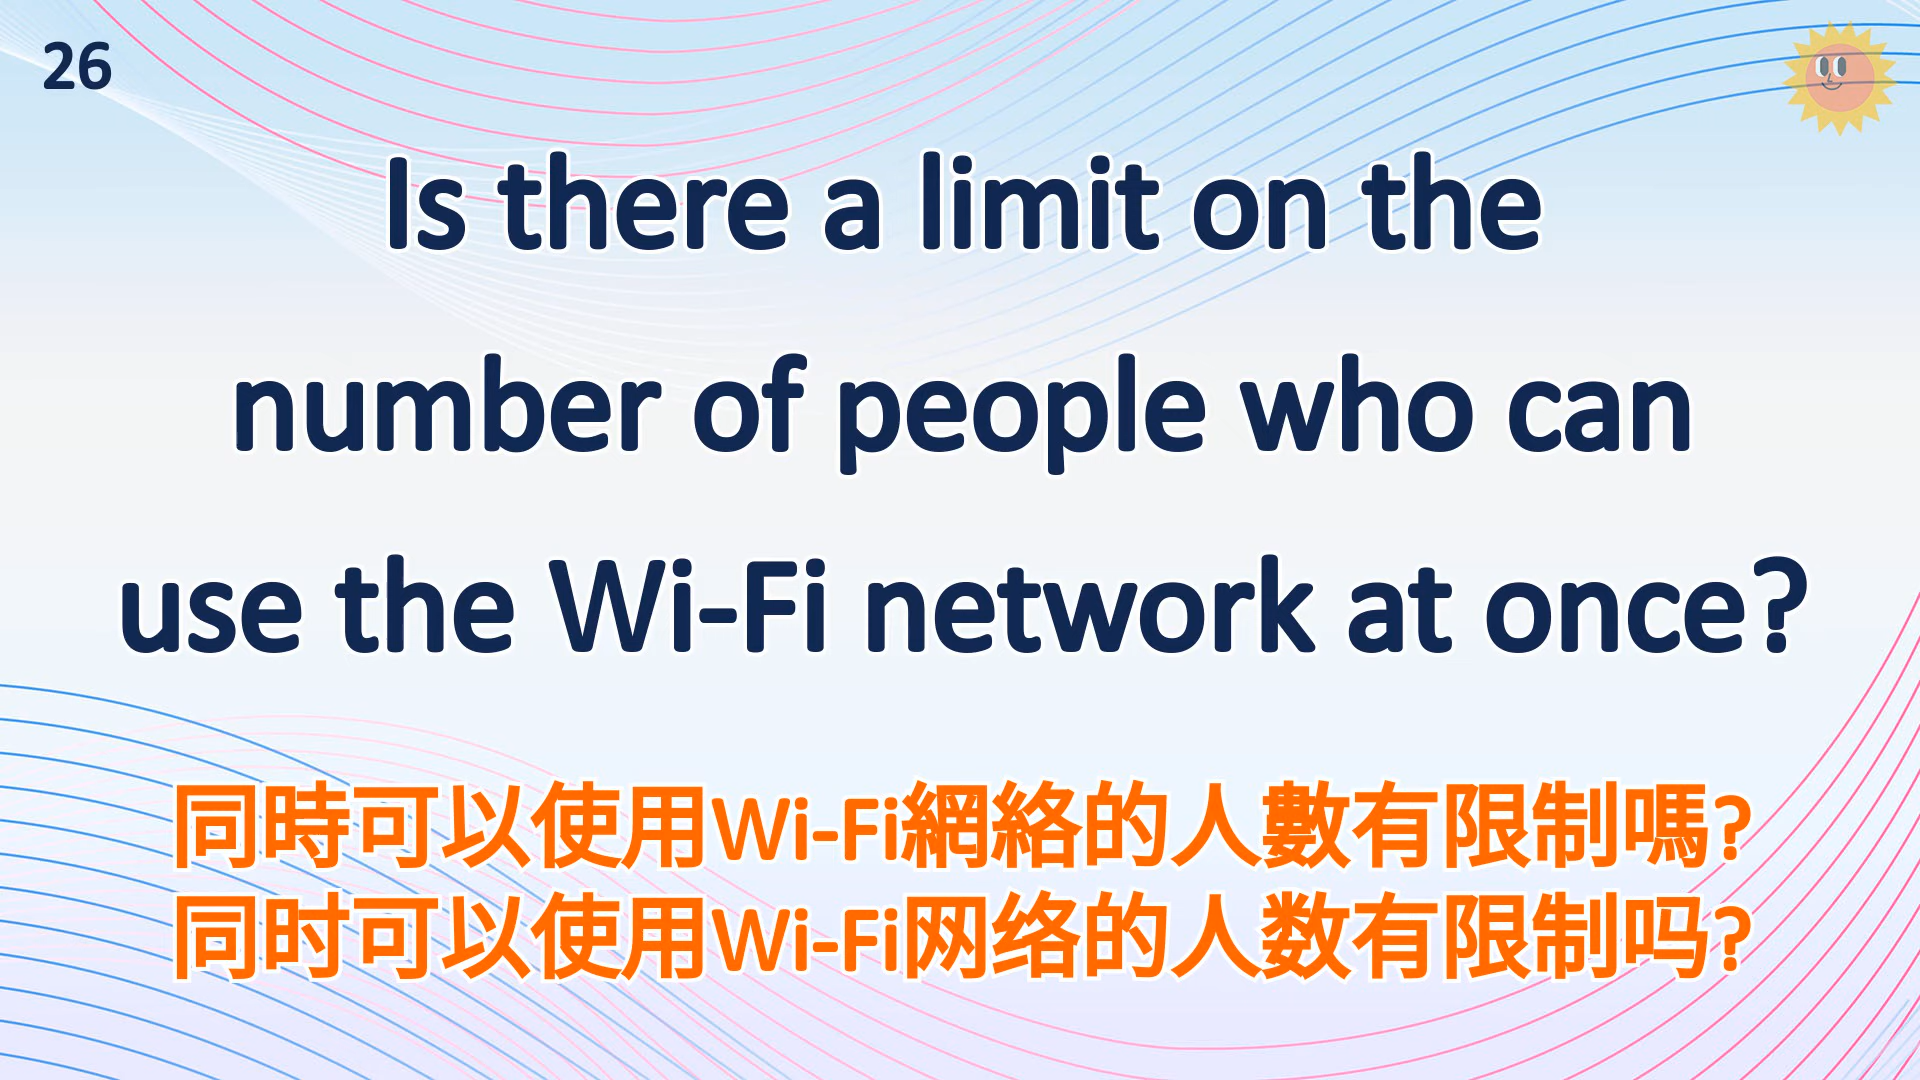 26
Is there a limit on the
number of people who can
use the Wi-Fi network at once?
同時可以使用Wi-Fi網絡的人數有限制嗎?
同时可以使用Wi-Fi网络的人数有限制吗?